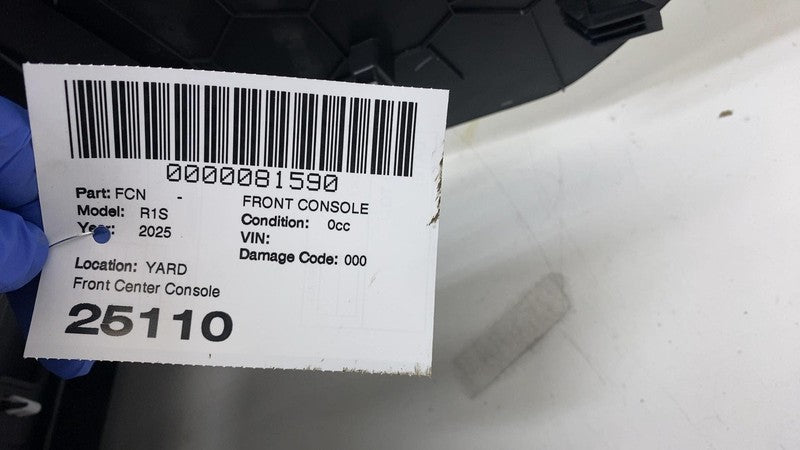 0000081590
Part: FCN - FRONT CONSOLE
Model: R1S Condition: 0cc
Year: 2025 VIN:
Location: YARD Damage Code: 000
Front Center Console
25110